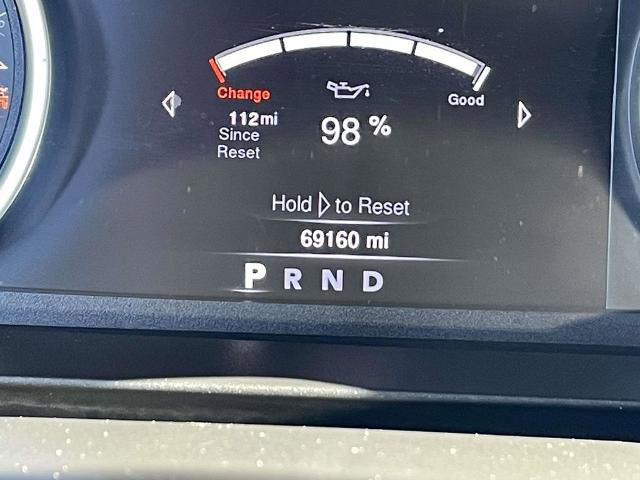 Change
Good
112mi
Since
Reset
98 %
Hold to Reset
69160 mi
P R N D